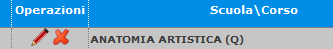 Operazioni Scuola\Corso
ANATOMIA ARTISTICA (Q)